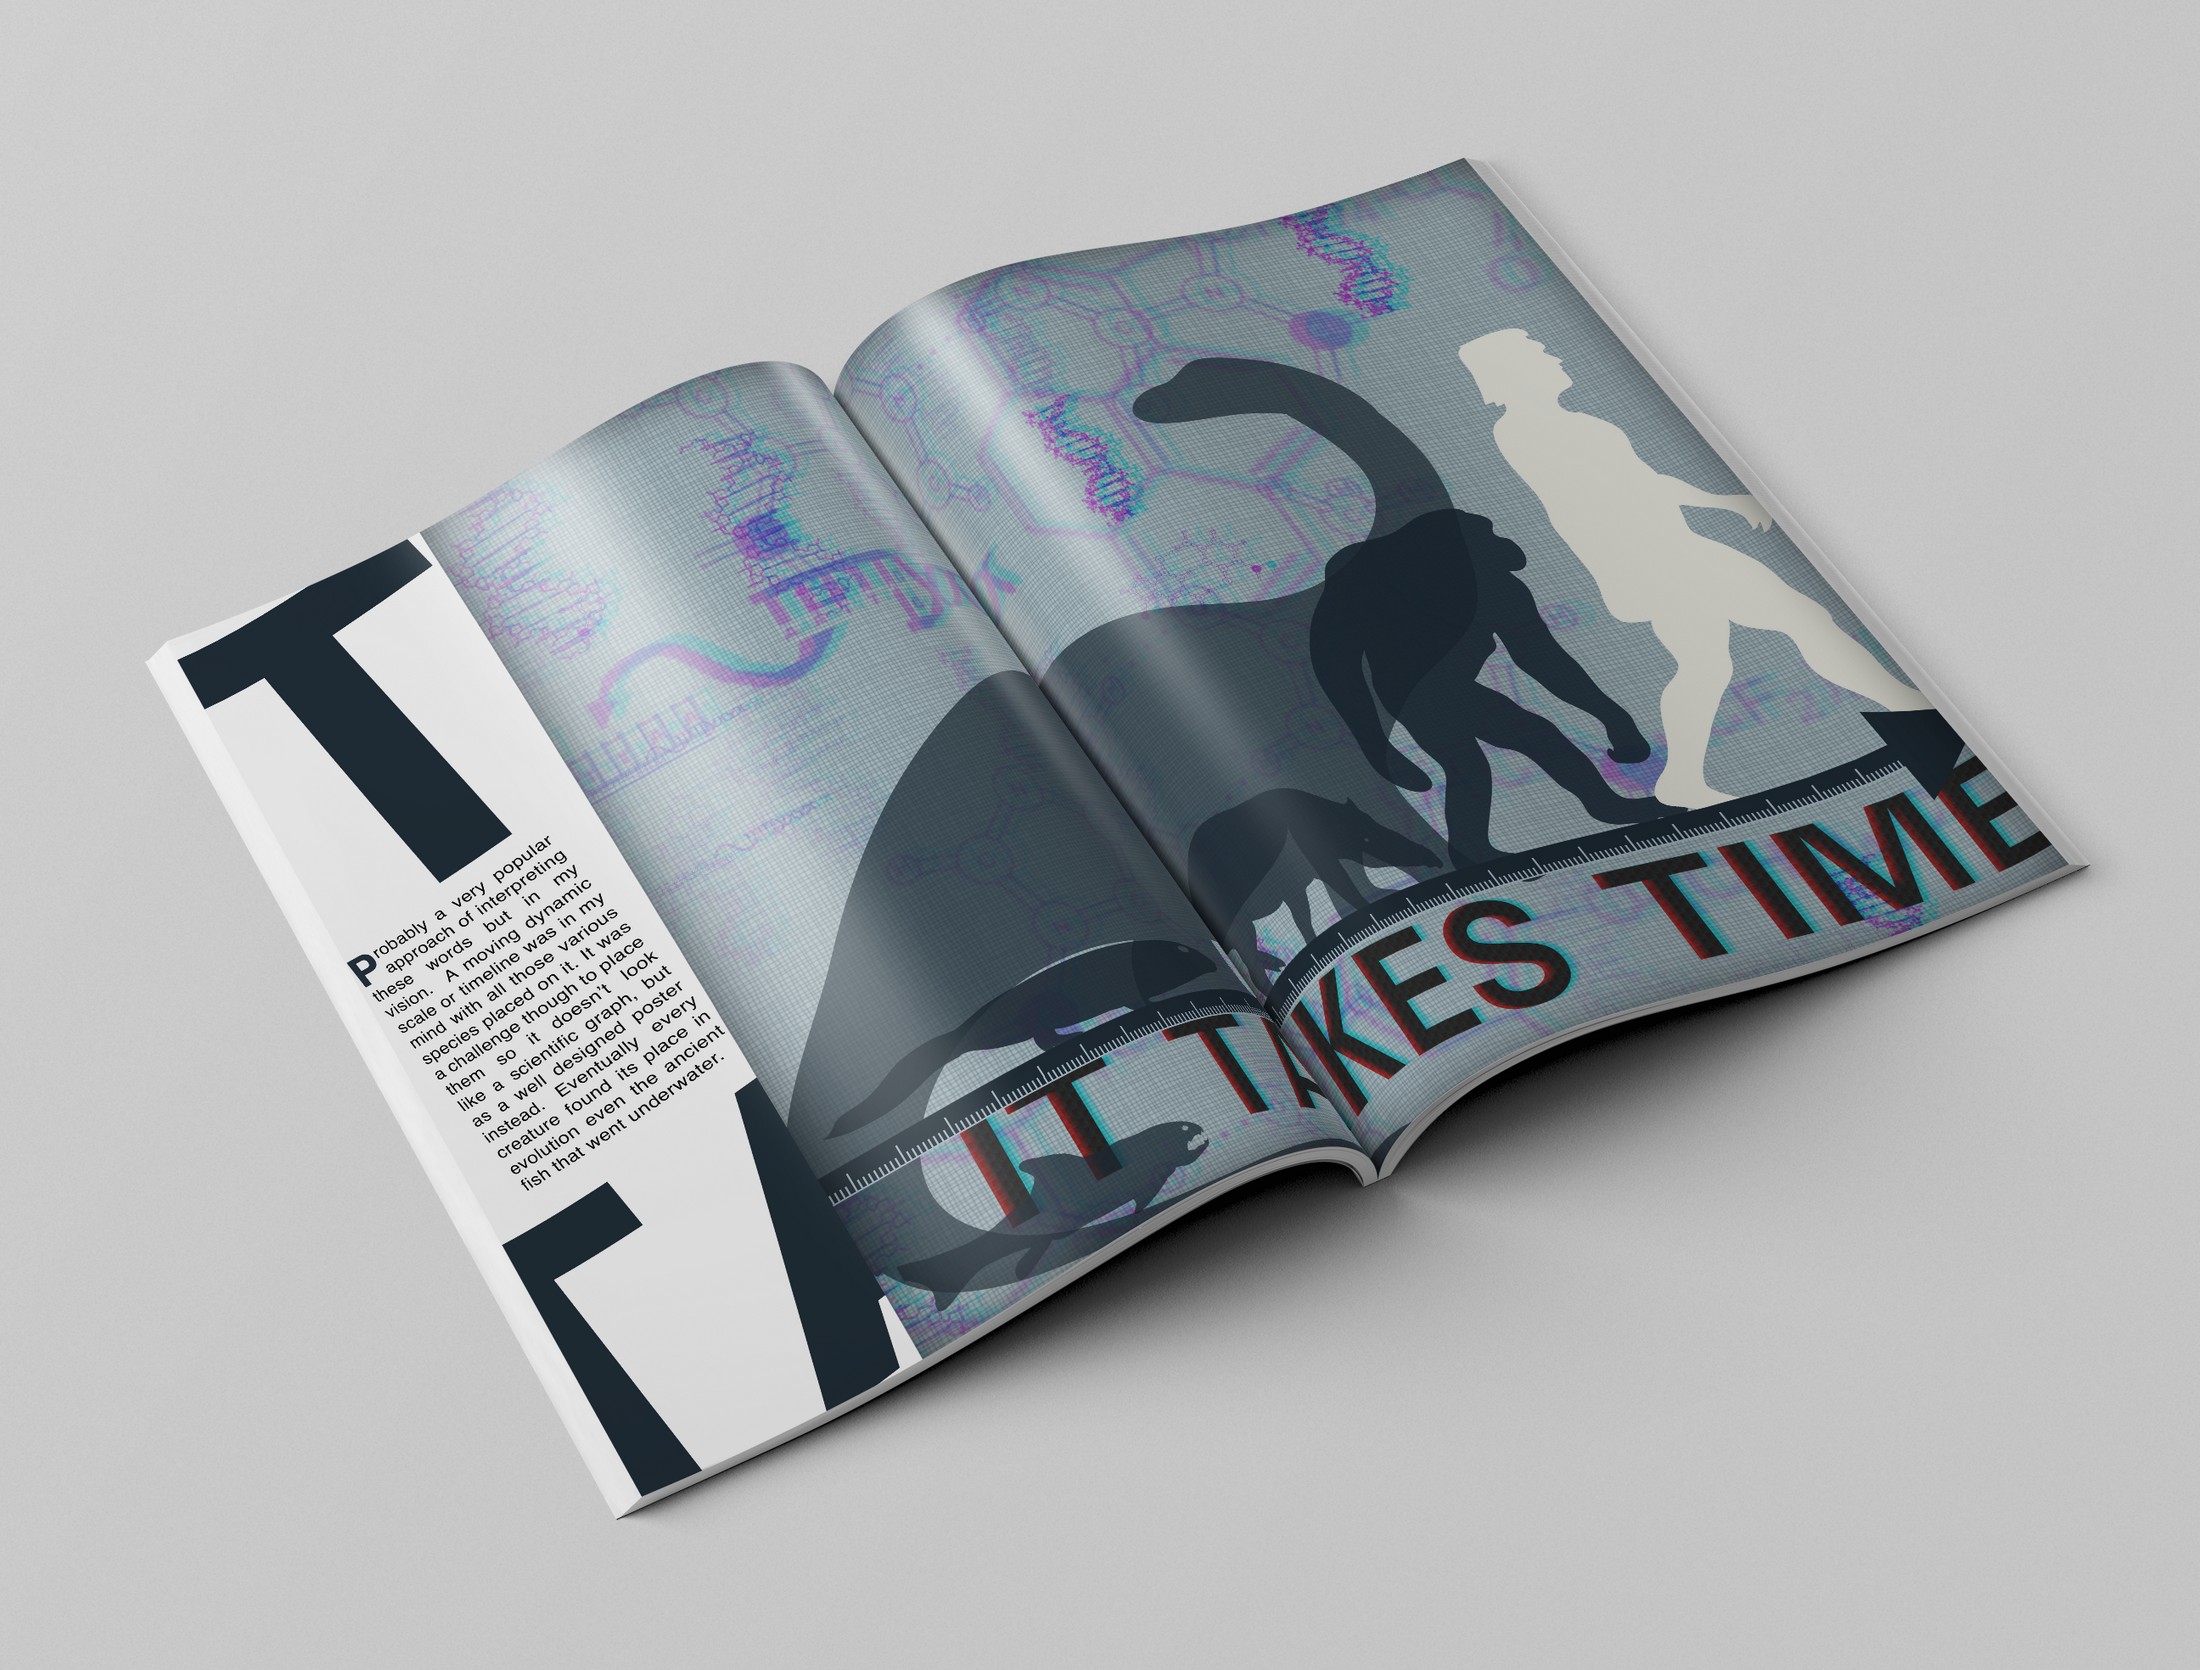 T
Probably a very popular
approach of interpreting
these words but in my
vision. A moving dynamic
scale or timeline was in my
mind with all those various
species placed on it. It was
a challenge though to place
them so it doesn't look
like a scientific graph, but
as a well designed poster
instead. Eventually every
creature found its place in
evolution even the ancient
fish that went underwater.
TA
IT TAKES TIME